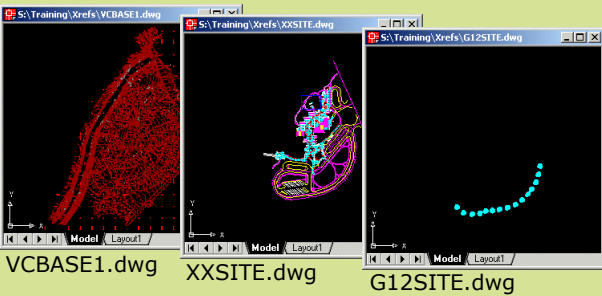 S:\Training\Xrefs\VCBASE1.dwg
S:\Training\Xrefs\XXSITE.dwg
S:\Training\Xrefs\G12SITE.dwg
Y
X
Model Layout1
Y
X
Model Layout1
Y
X
Model Layout1
VCBASE1.dwg
XXSITE.dwg
G12SITE.dwg